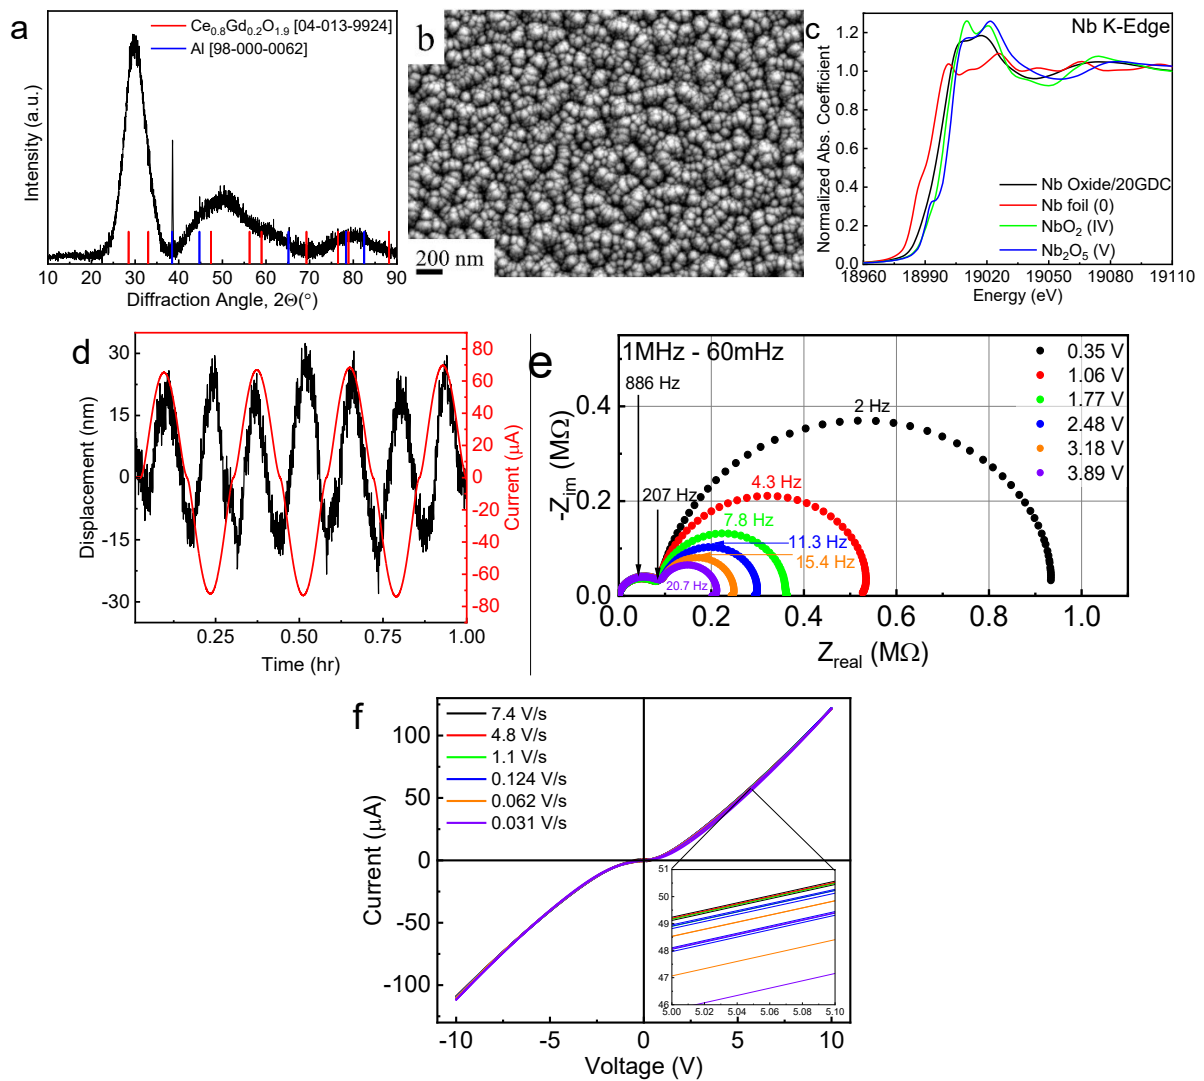 a
Ce0.8Gd0.2O1.9 [04-013-9924]
Al [98-000-0062]
Intensity (a.u.)
10 20 30 40 50 60 70 80 90
Diffraction Angle, 2Θ(°)
b
200 nm
c
Nb K-Edge
Normalized Abs. Coefficient
1.2
1.0
0.8
0.6
0.4
0.2
0.0
Nb Oxide/20GDC
Nb foil (0)
NbO2 (IV)
Nb2O5 (V)
18960 18990 19020 19050 19080 19110
Energy (eV)
d
Displacement (nm)
30
15
0
-15
-30
80
60
40
20
0
-20
-40
-60
-80
Current (μA)
0.25 0.50 0.75 1.00
Time (hr)
e
1MHz - 60mHz
886 Hz
207 Hz
2 Hz
4.3 Hz
7.8 Hz
11.3 Hz
15.4 Hz
20.7 Hz
0.35 V
1.06 V
1.77 V
2.48 V
3.18 V
3.89 V
-Zim (MΩ)
0.4
0.2
0.0
0.0 0.2 0.4 0.6 0.8 1.0
Zreal (MΩ)
f
7.4 V/s
4.8 V/s
1.1 V/s
0.124 V/s
0.062 V/s
0.031 V/s
Current (μA)
100
50
0
-50
-100
51
50
49
48
47
46
5.00 5.02 5.04 5.06 5.08 5.10
-10 -5 0 5 10
Voltage (V)